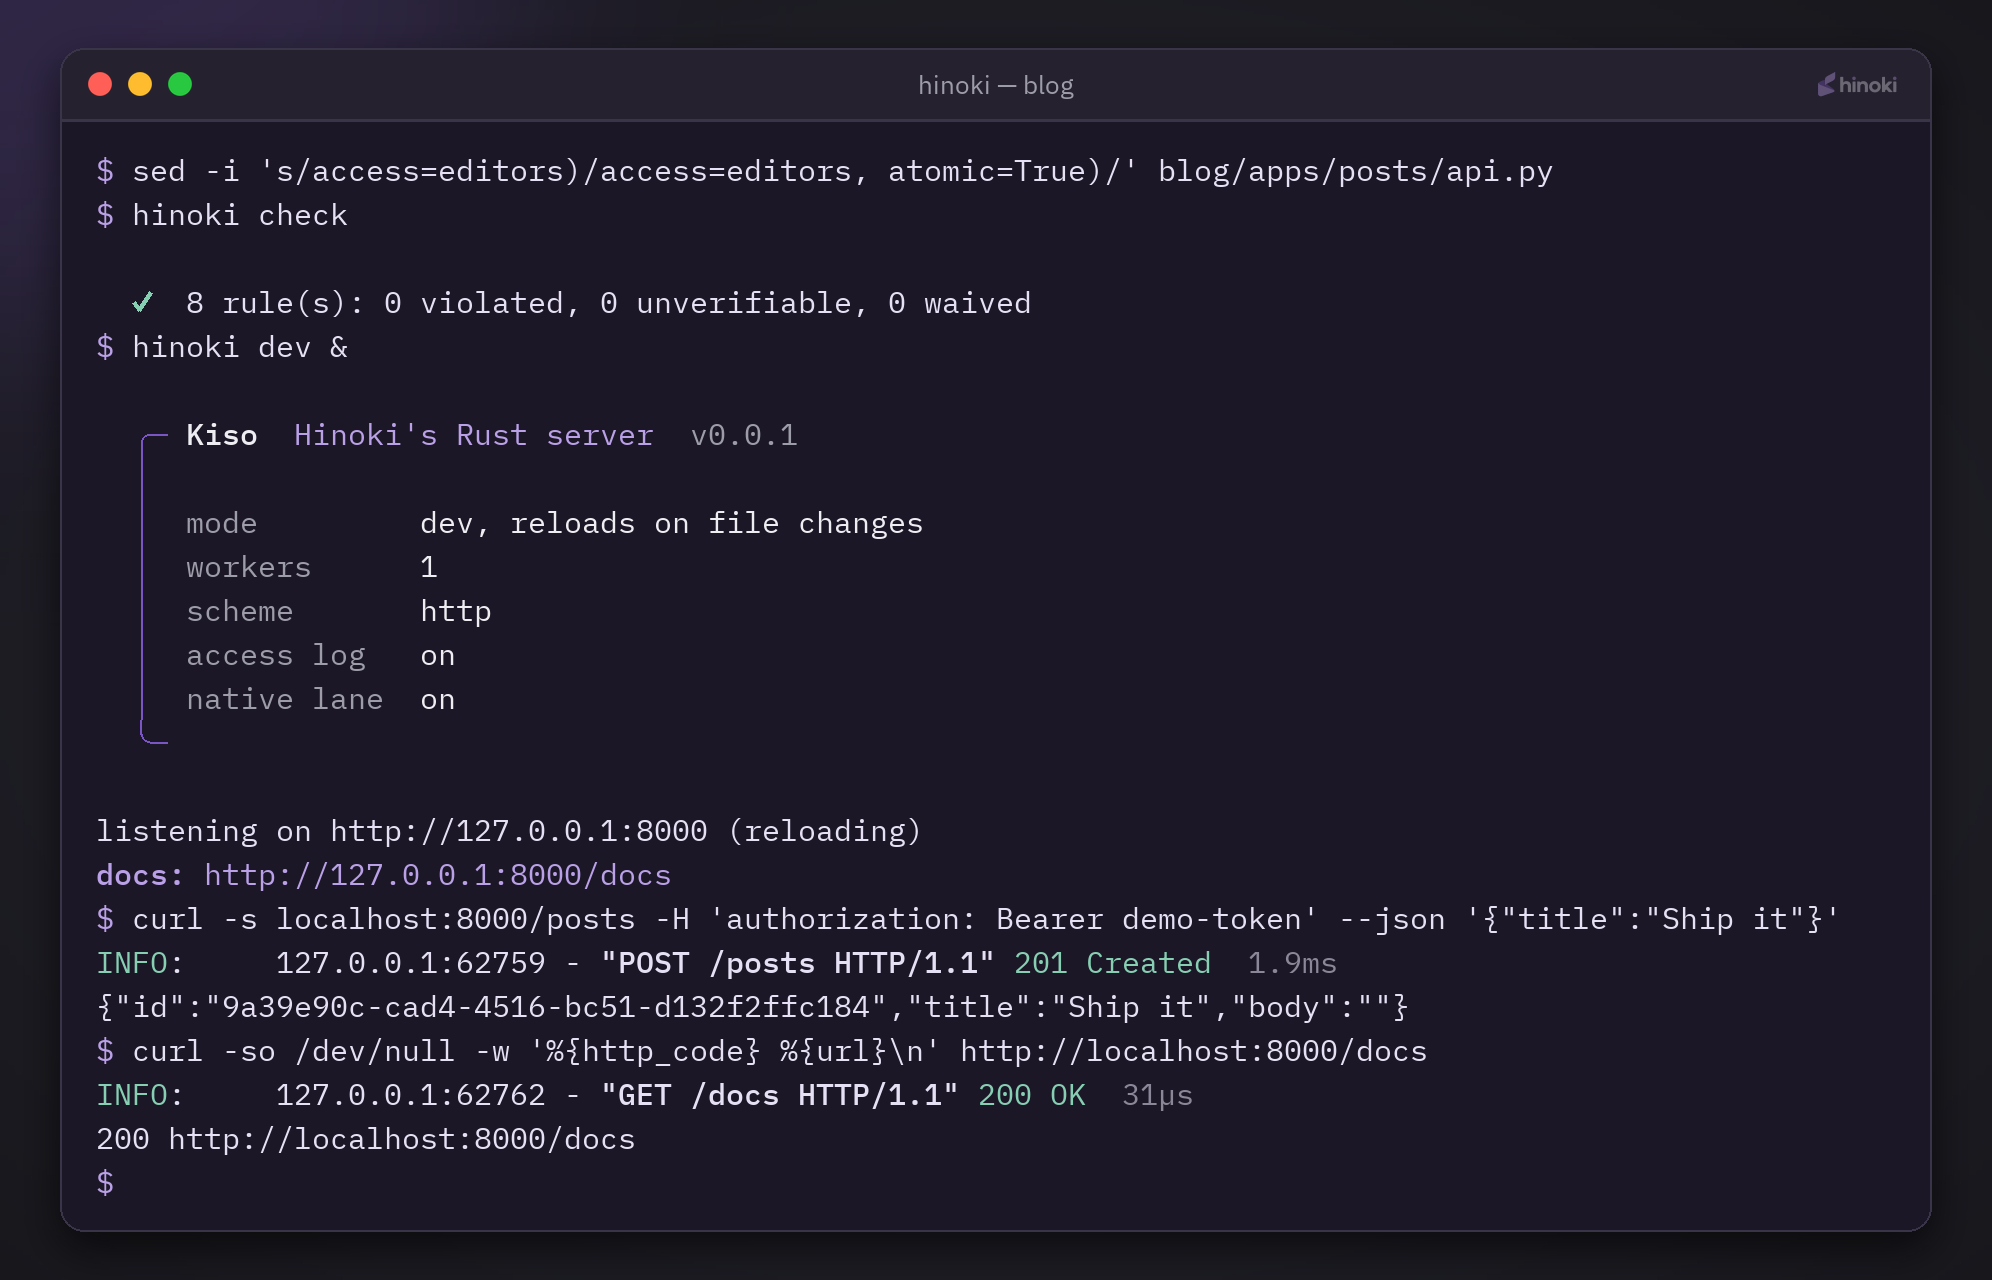 hinoki — blog
hinoki
$ sed -i 's/access=editors)/access=editors, atomic=True)/' blog/apps/posts/api.py
$ hinoki check
✓ 8 rule(s): 0 violated, 0 unverifiable, 0 waived
$ hinoki dev &
Kiso Hinoki's Rust server v0.0.1
mode dev, reloads on file changes
workers 1
scheme http
access log on
native lane on
listening on http://127.0.0.1:8000 (reloading)
docs: http://127.0.0.1:8000/docs
$ curl -s localhost:8000/posts -H 'authorization: Bearer demo-token' --json '{"title":"Ship it"}'
INFO: 127.0.0.1:62759 - "POST /posts HTTP/1.1" 201 Created 1.9ms
{"id":"9a39e90c-cad4-4516-bc51-d132f2ffc184","title":"Ship it","body":""}
$ curl -so /dev/null -w '%{http_code} %{url}\n' http://localhost:8000/docs
INFO: 127.0.0.1:62762 - "GET /docs HTTP/1.1" 200 OK 31µs
200 http://localhost:8000/docs
$